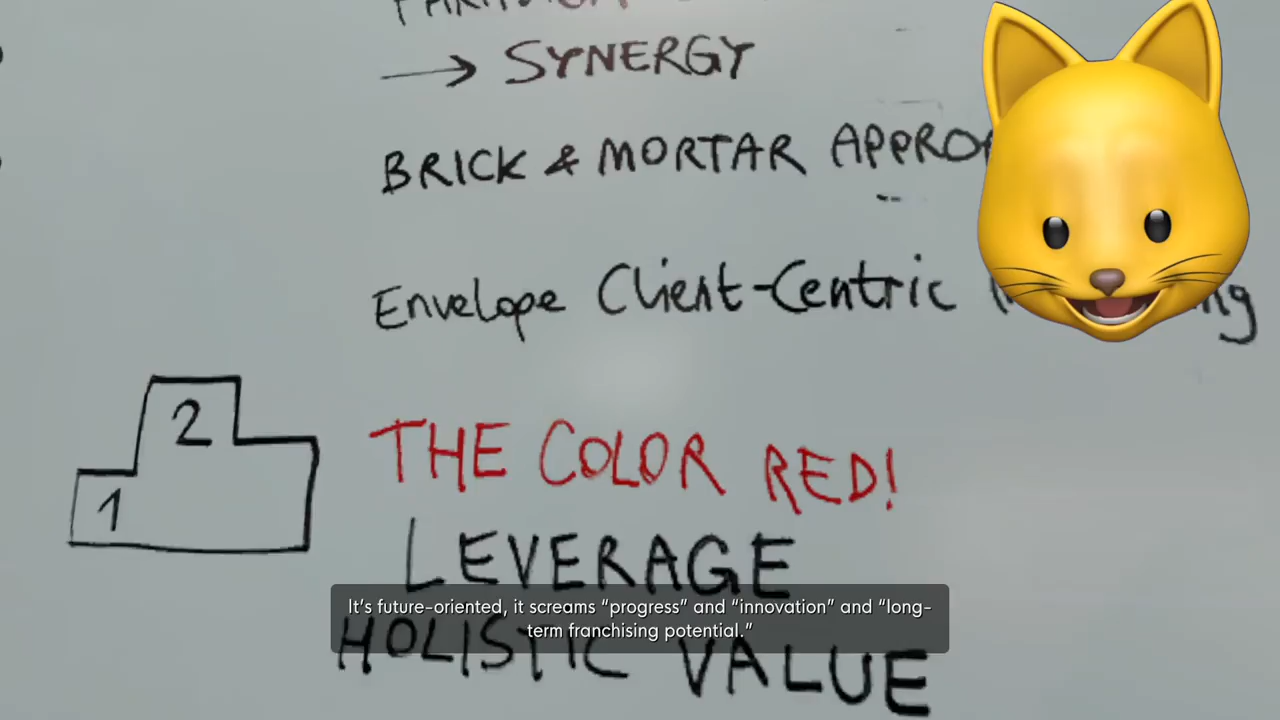 → SYNERGY
BRICK & MORTAR
Envelope Client-Centric
2
1
THE COLOR RED!
LEVERAGE
It's future-oriented, it screams “progress” and “innovation” and “long-
term franchising potential.”
HOLISTIC VALUE